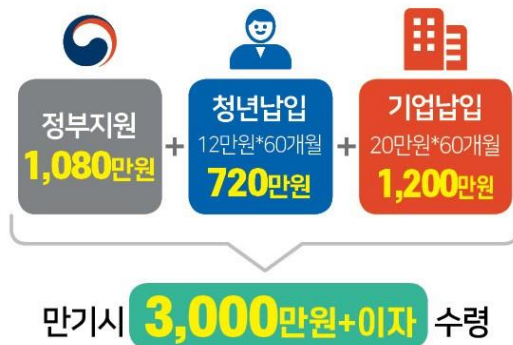 정부지원
1,080만원
+
청년납입
12만원*60개월
720만원
+
기업납입
20만원*60개월
1,200만원
만기시 3,000만원+이자 수령